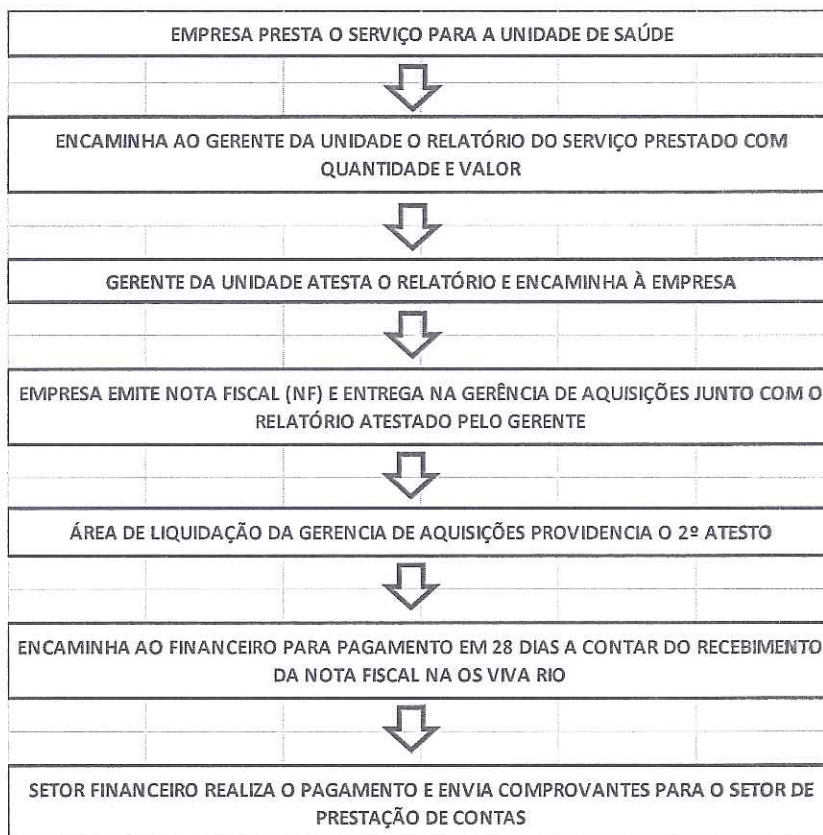 EMPRESA PRESTA O SERVIÇO PARA A UNIDADE DE SAÚDE
ENCAMINHA AO GERENTE DA UNIDADE O RELATÓRIO DO SERVIÇO PRESTADO COM
QUANTIDADE E VALOR
GERENTE DA UNIDADE ATESTA O RELATÓRIO E ENCAMINHA À EMPRESA
EMPRESA EMITE NOTA FISCAL (NF) E ENTREGA NA GERÊNCIA DE AQUISIÇÕES JUNTO COM O
RELATÓRIO ATESTADO PELO GERENTE
ÁREA DE LIQUIDAÇÃO DA GERENCIA DE AQUISIÇÕES PROVIDENCIA O 2º ATESTO
ENCAMINHA AO FINANCEIRO PARA PAGAMENTO EM 28 DIAS A CONTAR DO RECEBIMENTO
DA NOTA FISCAL NA OS VIVA RIO
SETOR FINANCEIRO REALIZA O PAGAMENTO E ENVIA COMPROVANTES PARA O SETOR DE
PRESTAÇÃO DE CONTAS